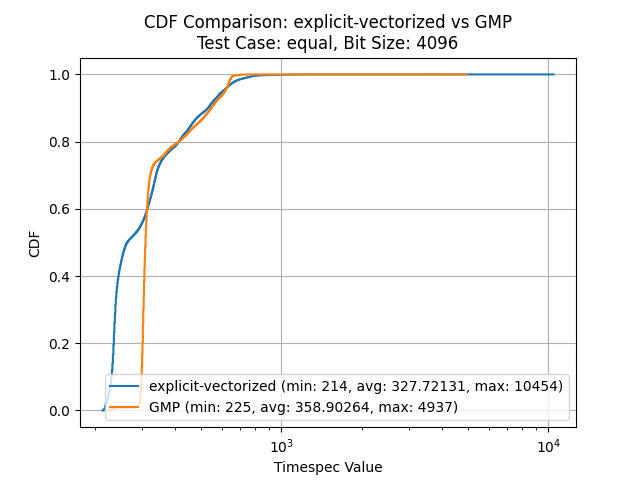 CDF Comparison: explicit-vectorized vs GMP
Test Case: equal, Bit Size: 4096
1.0
0.8
0.6
0.4
0.2
0.0
CDF
explicit-vectorized (min: 214, avg: 327.72131, max: 10454)
GMP (min: 225, avg: 358.90264, max: 4937)
10³
10⁴
Timespec Value